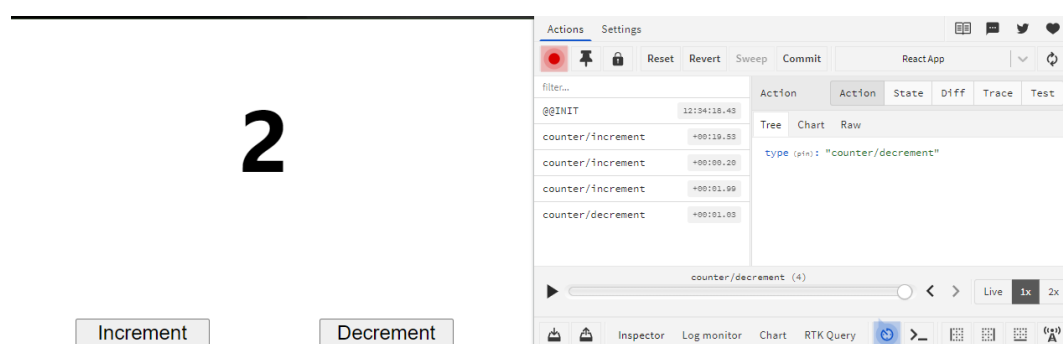 2
Increment
Decrement
Actions Settings
Reset Revert Sweep Commit React App
filter...
@@INIT 12:34:18.43
counter/increment +00:19.53
counter/increment +00:00.20
counter/increment +00:01.99
counter/decrement +00:01.03
Action Action State Diff Trace Test
Tree Chart Raw
type (pin): "counter/decrement"
counter/decrement (4)
Live 1x 2x
Inspector Log monitor Chart RTK Query